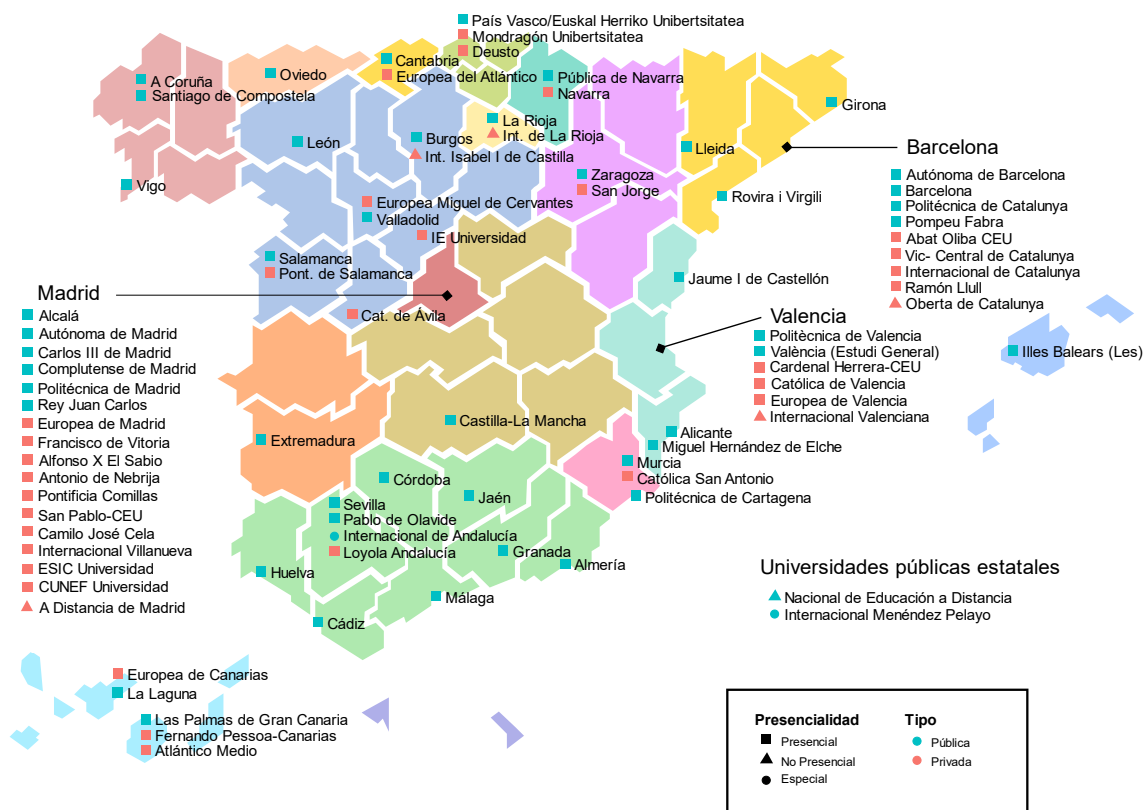 País Vasco/Euskal Herriko Unibertsitatea
Mondragón Unibertsitatea
Deusto
Cantabria
Europea del Atlántico
Oviedo
A Coruña
Santiago de Compostela
Pública de Navarra
Navarra
Girona
La Rioja
Int. de La Rioja
León
Burgos
Int. Isabel I de Castilla
Lleida
Vigo
Zaragoza
San Jorge
Rovira i Virgili
Europea Miguel de Cervantes
Valladolid
IE Universidad
Salamanca
Pont. de Salamanca
Cat. de Ávila
Jaume I de Castellón
Barcelona
Autónoma de Barcelona
Barcelona
Politécnica de Catalunya
Pompeu Fabra
Abat Oliba CEU
Vic- Central de Catalunya
Internacional de Catalunya
Ramón Llull
Oberta de Catalunya
Madrid
Alcalá
Autónoma de Madrid
Carlos III de Madrid
Complutense de Madrid
Politécnica de Madrid
Rey Juan Carlos
Europea de Madrid
Francisco de Vitoria
Alfonso X El Sabio
Antonio de Nebrija
Pontificia Comillas
San Pablo-CEU
Camilo José Cela
Internacional Villanueva
ESIC Universidad
CUNEF Universidad
A Distancia de Madrid
Valencia
Politècnica de Valencia
València (Estudi General)
Cardenal Herrera-CEU
Católica de Valencia
Europea de Valencia
Internacional Valenciana
Illes Balears (Les)
Extremadura
Castilla-La Mancha
Alicante
Miguel Hernández de Elche
Murcia
Católica San Antonio
Politécnica de Cartagena
Córdoba
Jaén
Sevilla
Pablo de Olavide
Internacional de Andalucía
Loyola Andalucía
Granada
Almería
Huelva
Málaga
Cádiz
Universidades públicas estatales
Nacional de Educación a Distancia
Internacional Menéndez Pelayo
Europea de Canarias
La Laguna
Las Palmas de Gran Canaria
Fernando Pessoa-Canarias
Atlántico Medio
Presencialidad
Presencial
No Presencial
Especial
Tipo
Pública
Privada